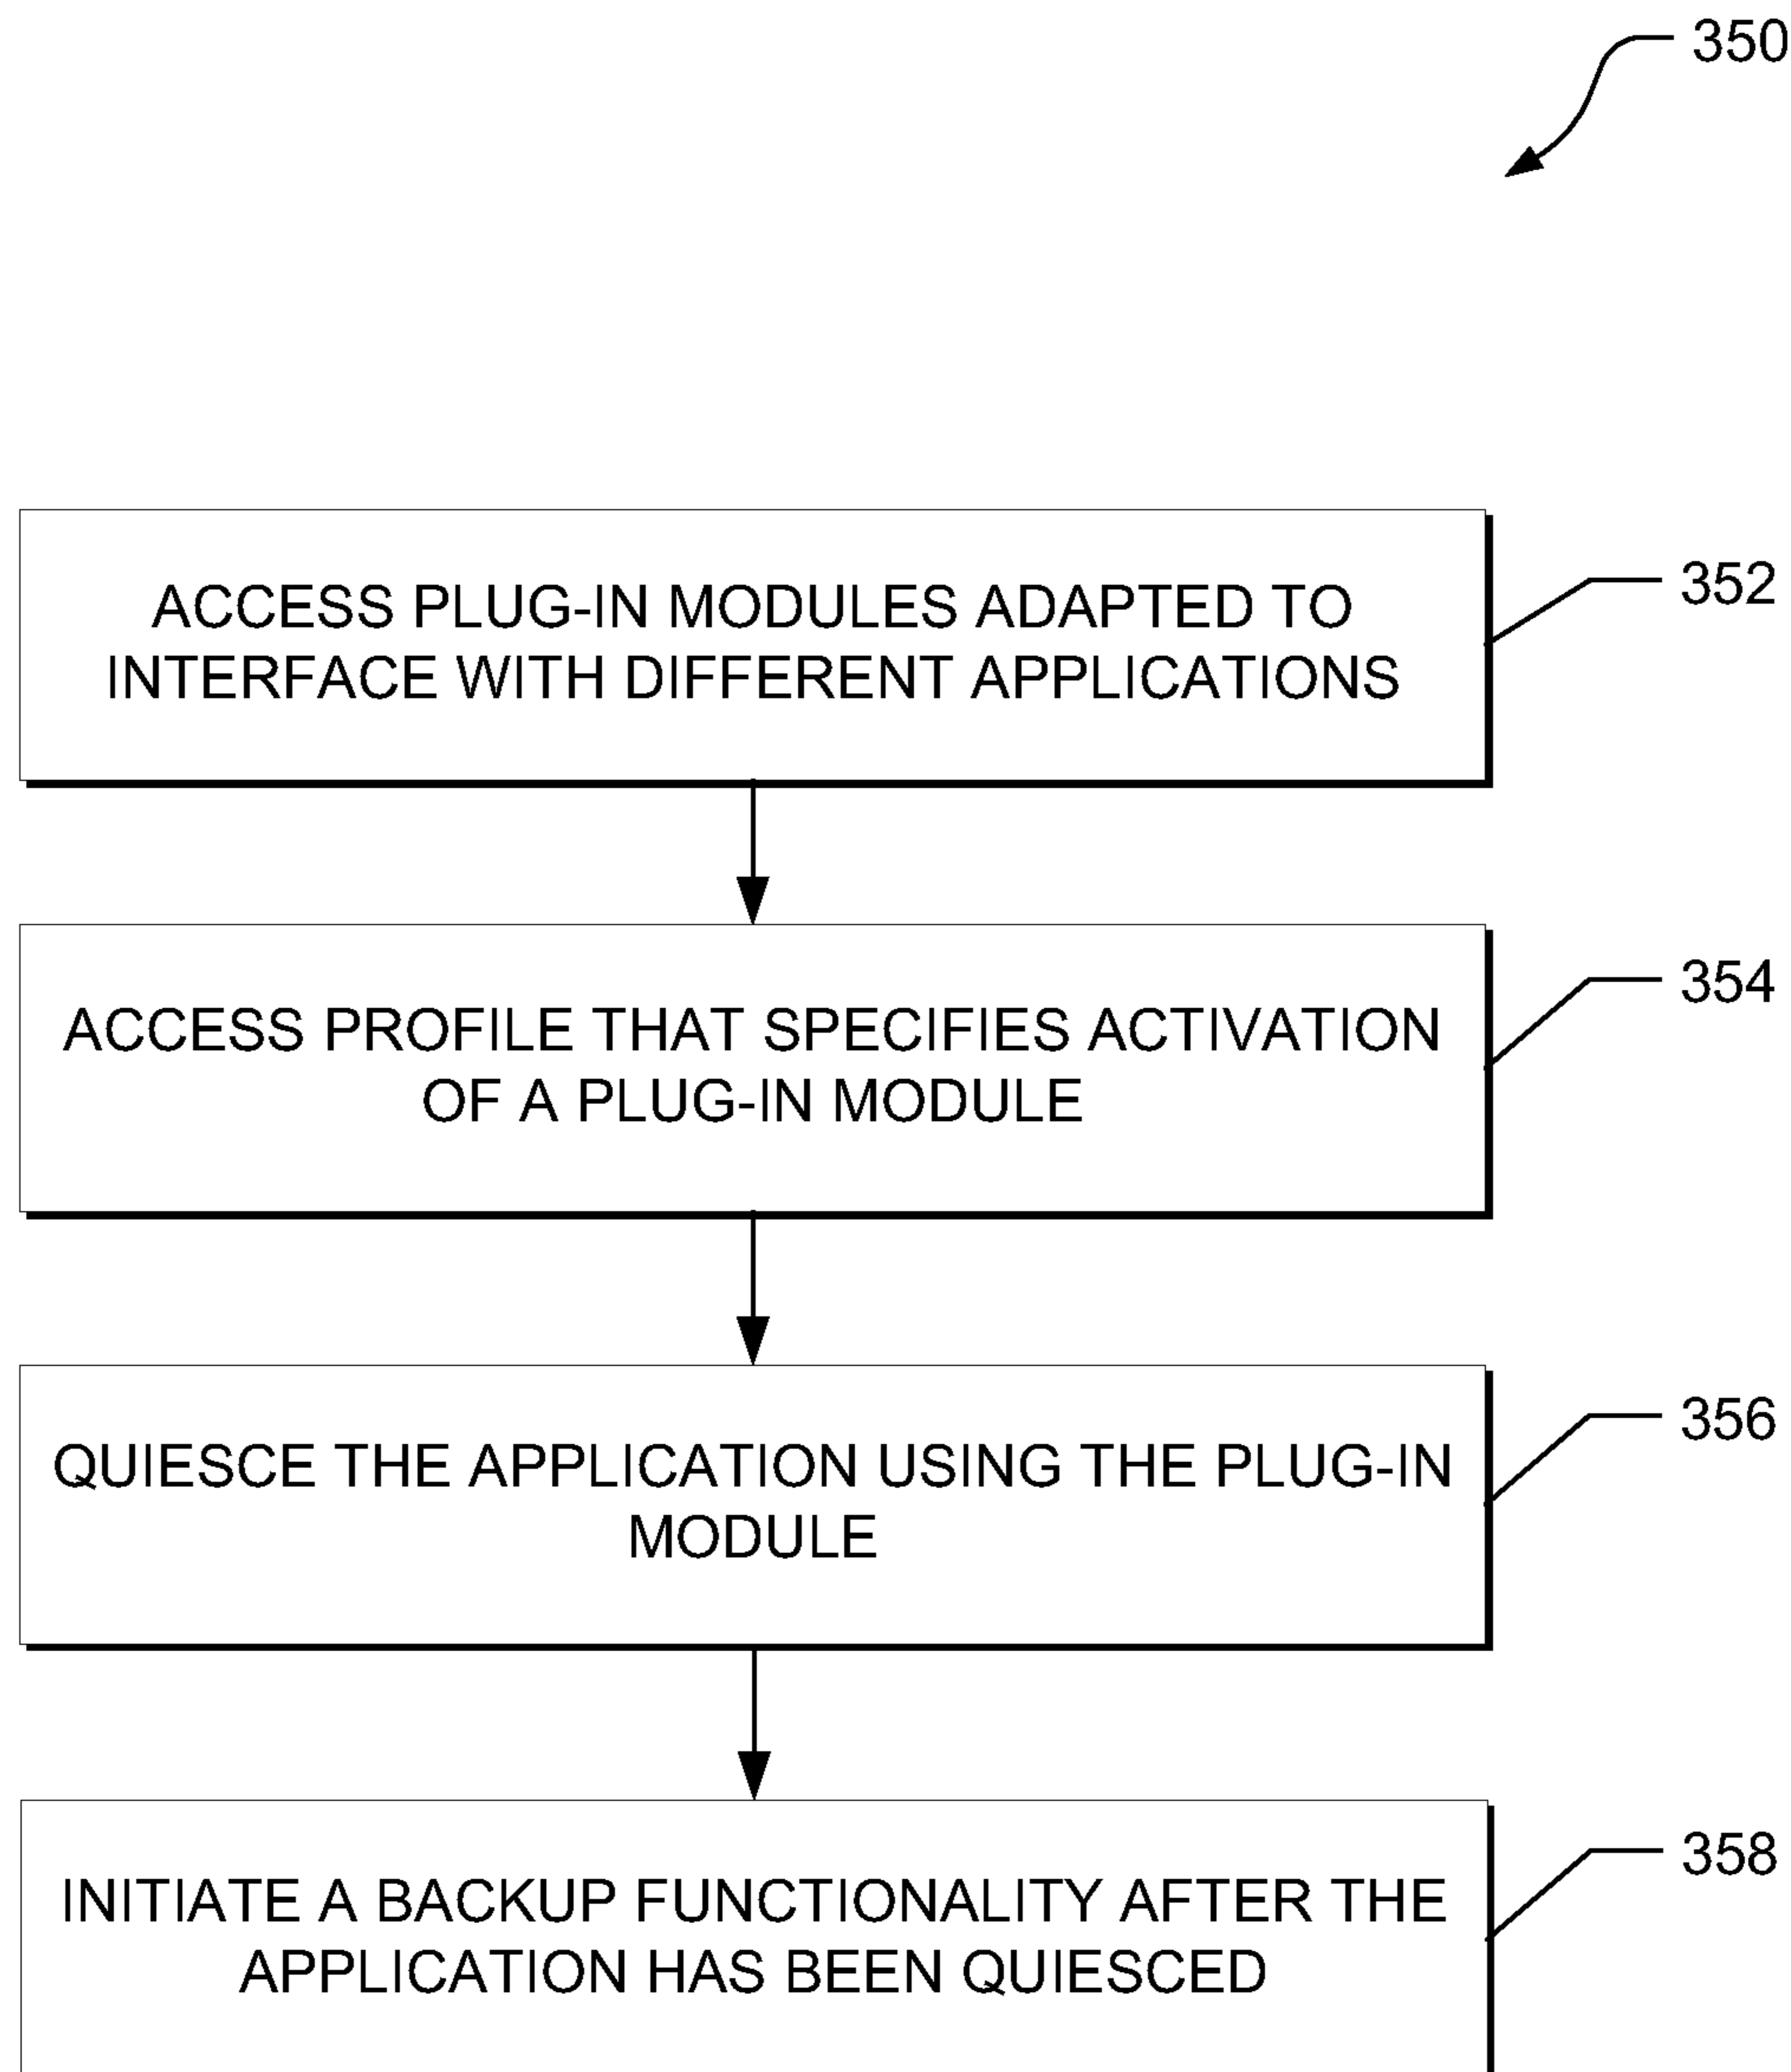 350
ACCESS PLUG-IN MODULES ADAPTED TO
INTERFACE WITH DIFFERENT APPLICATIONS
352
ACCESS PROFILE THAT SPECIFIES ACTIVATION
OF A PLUG-IN MODULE
354
QUIESCE THE APPLICATION USING THE PLUG-IN
MODULE
356
INITIATE A BACKUP FUNCTIONALITY AFTER THE
APPLICATION HAS BEEN QUIESCED
358